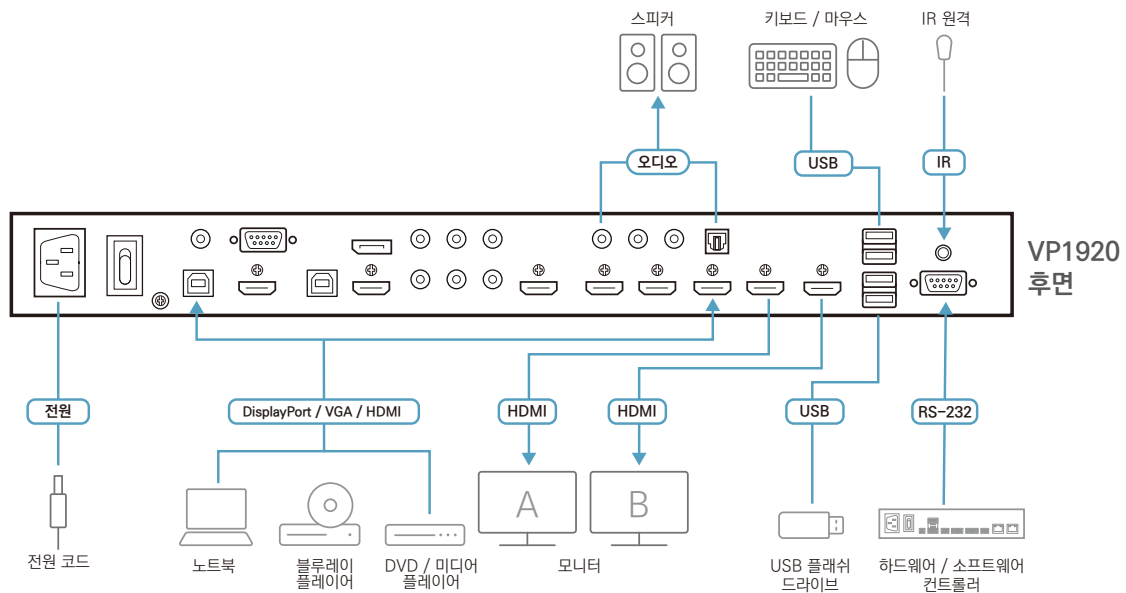 스피커
키보드 / 마우스
IR 원격
오디오
USB
IR
VP1920
후면
전원
DisplayPort / VGA / HDMI
HDMI
HDMI
USB
RS-232
A
B
전원 코드
노트북
블루레이
플레이어
DVD / 미디어
플레이어
모니터
USB 플래쉬
드라이브
하드웨어 / 소프트웨어
컨트롤러